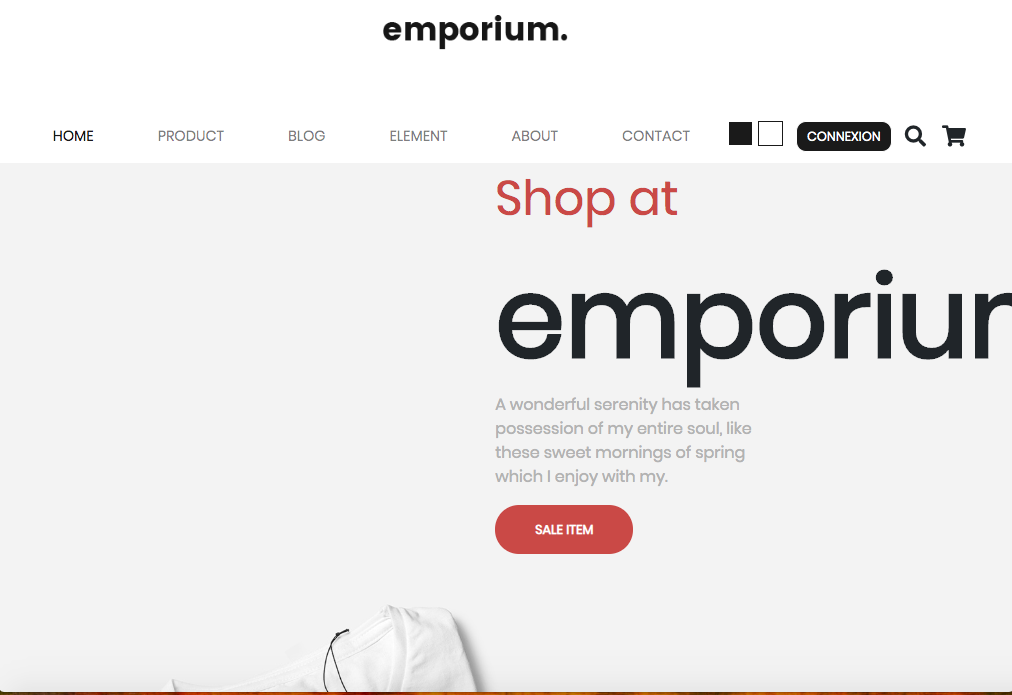 emporium.
HOME PRODUCT BLOG ELEMENT ABOUT CONTACT CONNEXION
Shop at
emporiu
A wonderful serenity has taken
possession of my entire soul, like
these sweet mornings of spring
which I enjoy with my.
SALE ITEM